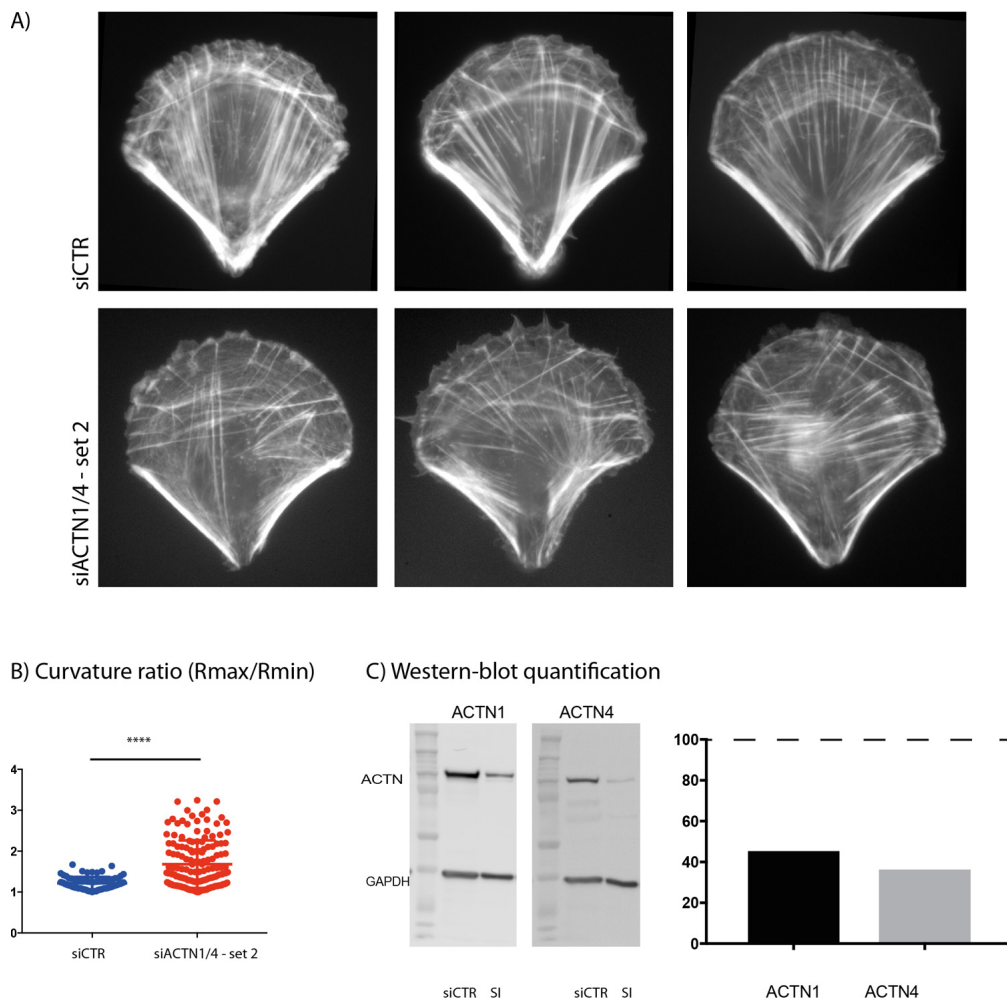 A)
siCTR
siACTN1/4 - set 2
B) Curvature ratio (Rmax/Rmin)
****
4
3
2
1
0
siCTR
siACTN1/4 - set 2
C) Western-blot quantification
ACTN1
ACTN4
ACTN
GAPDH
siCTR
SI
siCTR
SI
100
80
60
40
20
0
ACTN1
ACTN4